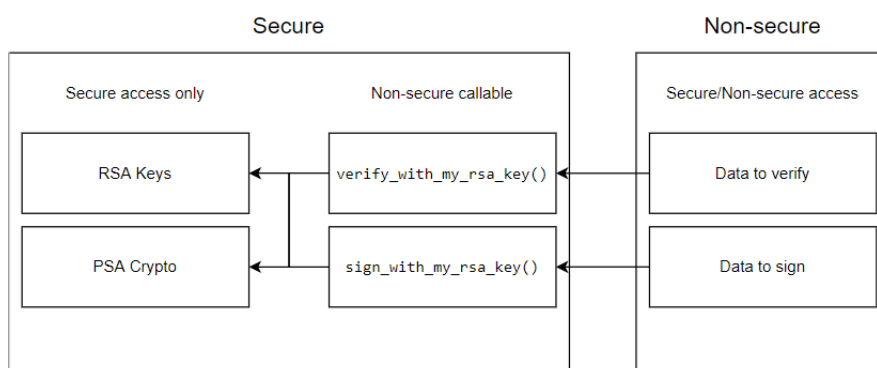 Secure
Non-secure
Secure access only
Non-secure callable
Secure/Non-secure access
RSA Keys
verify_with_my_rsa_key()
Data to verify
PSA Crypto
sign_with_my_rsa_key()
Data to sign